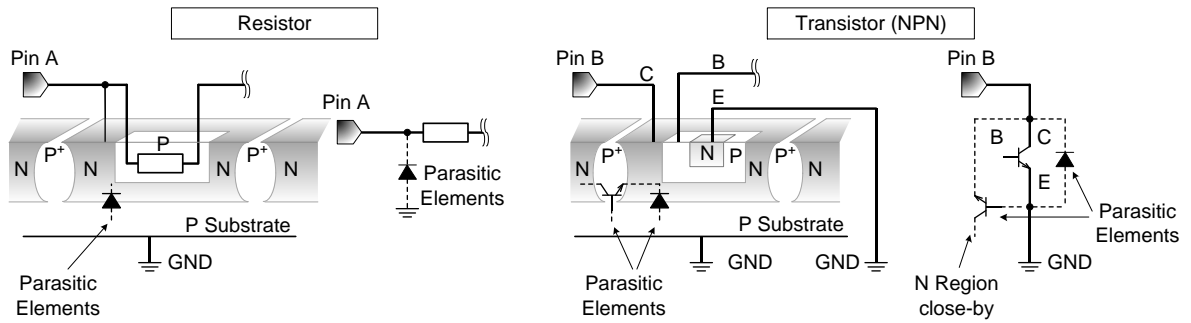 Resistor
Transistor (NPN)
Pin A
Pin B
Pin B
C
B
E
Pin A
N
P+
N
P
P+
N
N
P+
N
N
P
P+
N
B
C
E
Parasitic
Elements
P Substrate
P Substrate
Parasitic
Elements
GND
GND
GND
GND
Parasitic
Elements
Parasitic
Elements
N Region
close-by